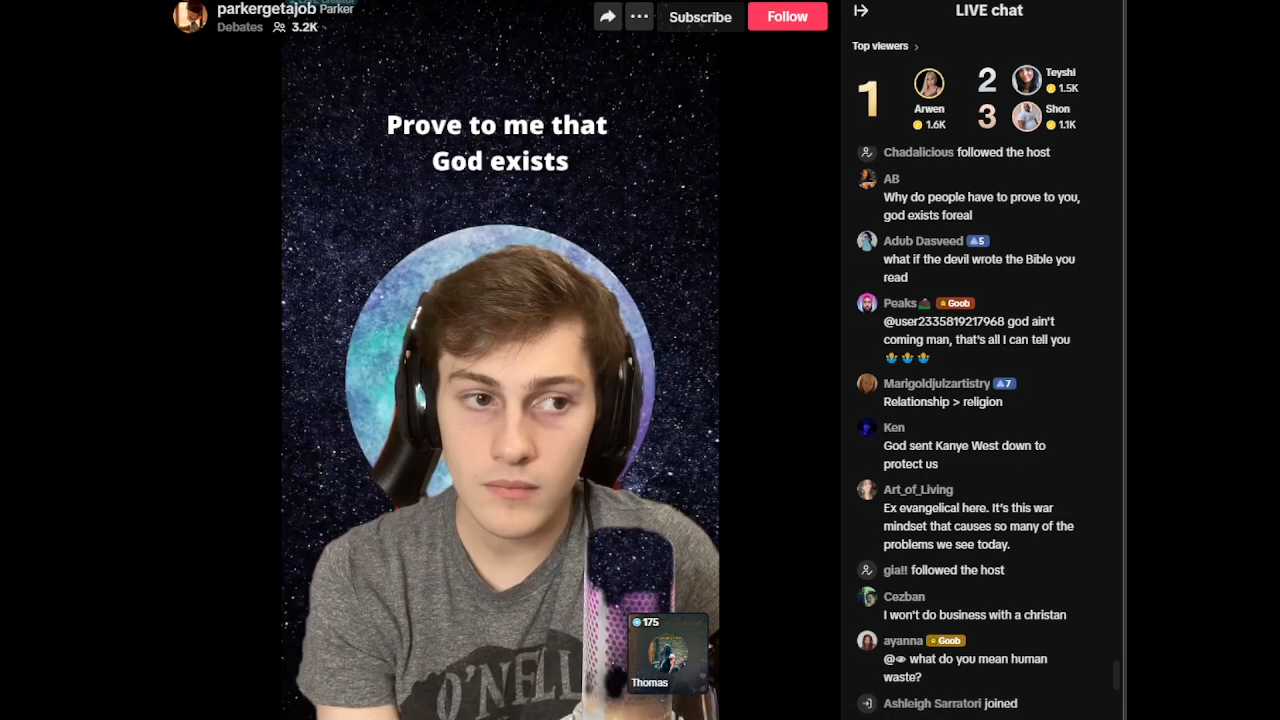 parkergetajob Parker
Debates 3.2K
Subscribe
Follow
Prove to me that
God exists
O'NELL
175
Thomas
LIVE chat
Top viewers >
1
Arwen
1.6K
2
Teyshi
1.5K
3
Shon
1.1K
Chadalicious followed the host
AB
Why do people have to prove to you,
god exists foreal
Adub Dasveed 5
what if the devil wrote the Bible you
read
Peaks Goob
@user2335819217968 god ain't
coming man, that's all I can tell you
🤷‍♂️ 🤷‍♂️ 🤷‍♂️
Marigoldjulzartistry 7
Relationship > religion
Ken
God sent Kanye West down to
protect us
Art_of_Living
Ex evangelical here. It's this war
mindset that causes so many of the
problems we see today.
gia!! followed the host
Cezban
I won't do business with a christan
ayanna Goob
@👁 what do you mean human
waste?
Ashleigh Sarratori joined